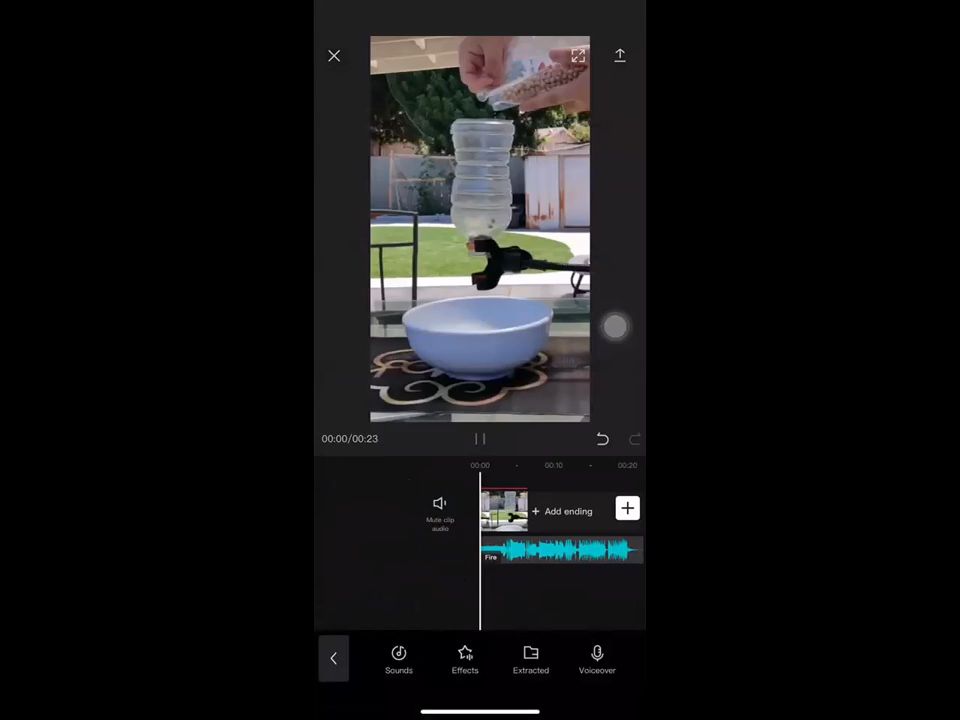 00:00/00:23
00:00 00:10 00:20
Mute clip
audio
+ Add ending
Fire
Sounds Effects Extracted Voiceover